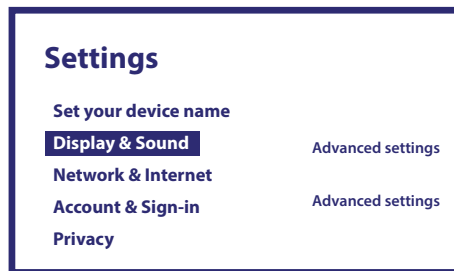 Settings
Set your device name
Display & Sound
Advanced settings
Network & Internet
Account & Sign-in
Advanced settings
Privacy